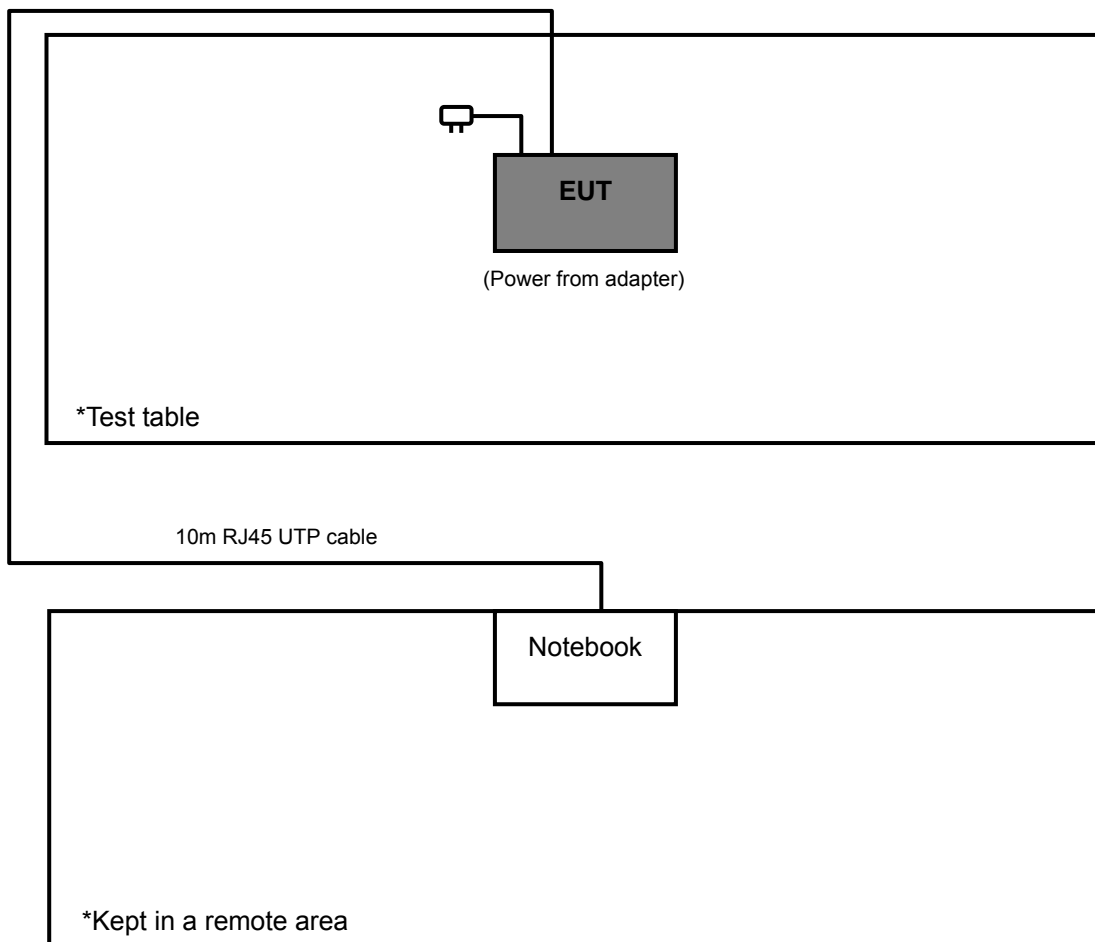 EUT
(Power from adapter)
*Test table
10m RJ45 UTP cable
Notebook
*Kept in a remote area